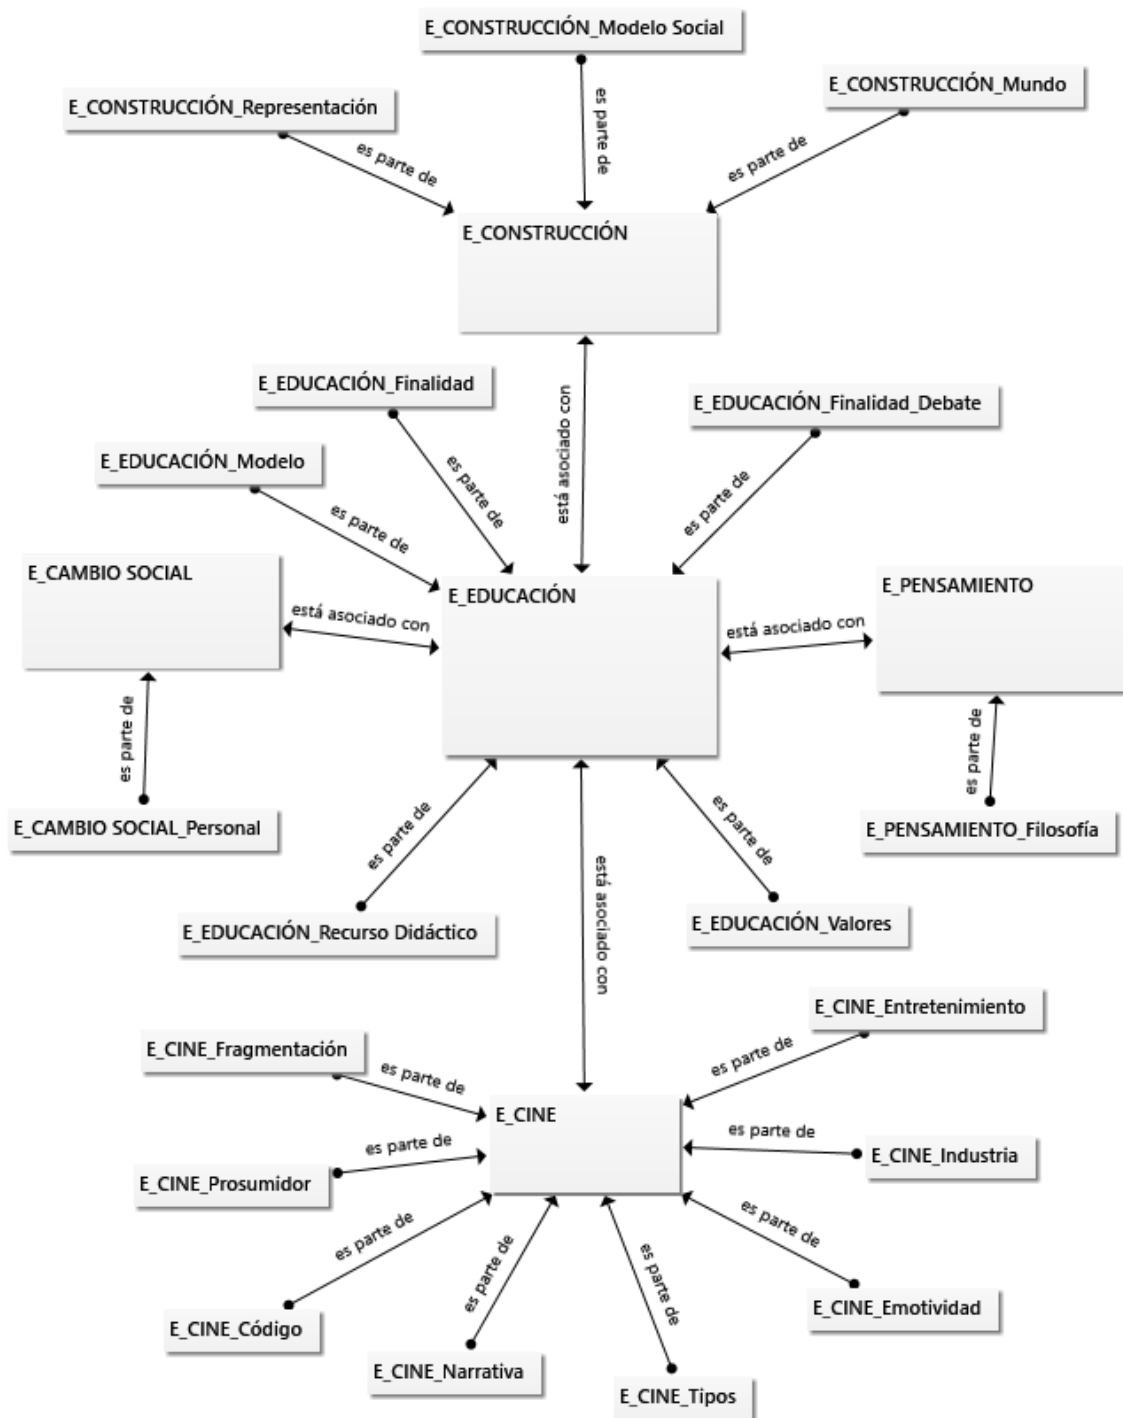 E_CONSTRUCCIÓN_Modelo Social
E_CONSTRUCCIÓN_Mundo
E_CONSTRUCCIÓN_Representación
es parte de
es parte de
es parte de
E_CONSTRUCCIÓN
está asociado con
E_EDUCACIÓN_Finalidad
E_EDUCACIÓN_Finalidad_Debate
E_EDUCACIÓN_Modelo
es parte de
es parte de
es parte de
E_CAMBIO SOCIAL
E_EDUCACIÓN
E_PENSAMIENTO
está asociado con
está asociado con
es parte de
es parte de
E_CAMBIO SOCIAL_Personal
E_PENSAMIENTO_Filosofía
es parte de
es parte de
está asociado con
E_EDUCACIÓN_Recurso Didáctico
E_EDUCACIÓN_Valores
E_CINE_Entretenimiento
E_CINE_Fragmentación
es parte de
es parte de
E_CINE
es parte de
es parte de
E_CINE_Industria
E_CINE_Prosumidor
es parte de
es parte de
es parte de
es parte de
E_CINE_Emotividad
E_CINE_Código
E_CINE_Narrativa
E_CINE_Tipos